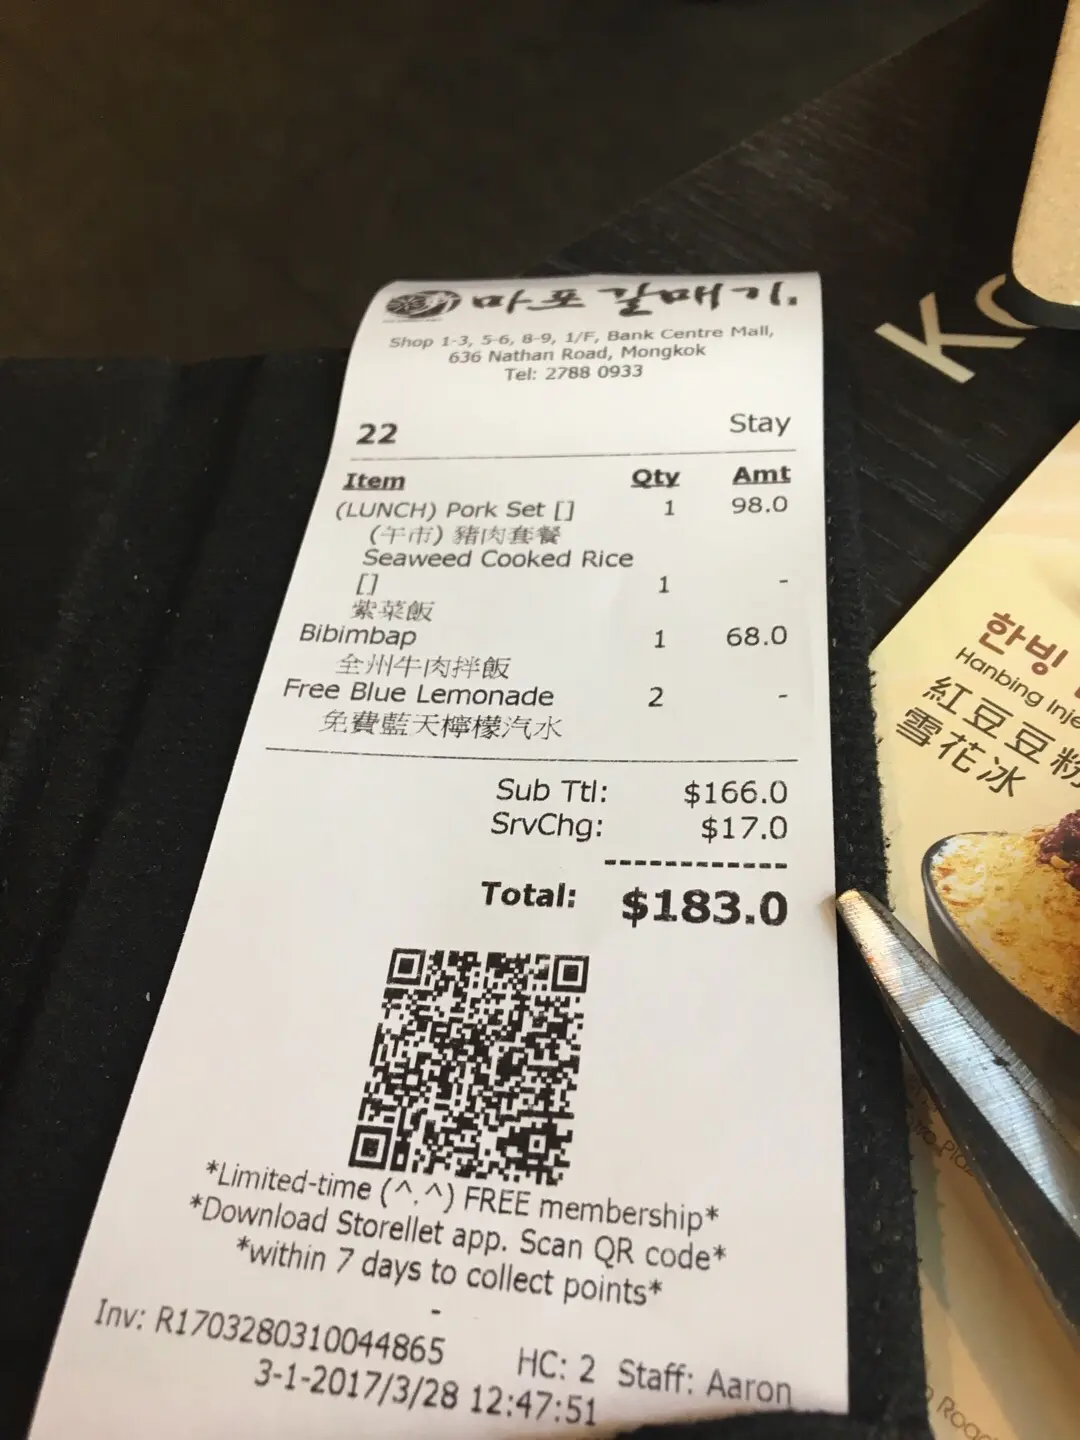 마포갈매기.
Shop 1-3, 5-6, 8-9, 1/F, Bank Centre Mall,
636 Nathan Road, Mongkok
Tel: 2788 0933
22 Stay
Item Qty Amt
(LUNCH) Pork Set [] 1 98.0
(午市) 豬肉套餐
Seaweed Cooked Rice
[] 1 -
紫菜飯
Bibimbap 1 68.0
全州牛肉拌飯
Free Blue Lemonade 2 -
免費藍天檸檬汽水
Sub Ttl: $166.0
SrvChg: $17.0
------------
Total: $183.0
*Limited-time (^.^) FREE membership*
*Download Storellet app. Scan QR code*
*within 7 days to collect points*
-
Inv: R1703280310044865
HC: 2 Staff: Aaron
3-1-2017/3/28 12:47:51
한빙
Hanbing Inje
紅豆豆粉
雪花冰